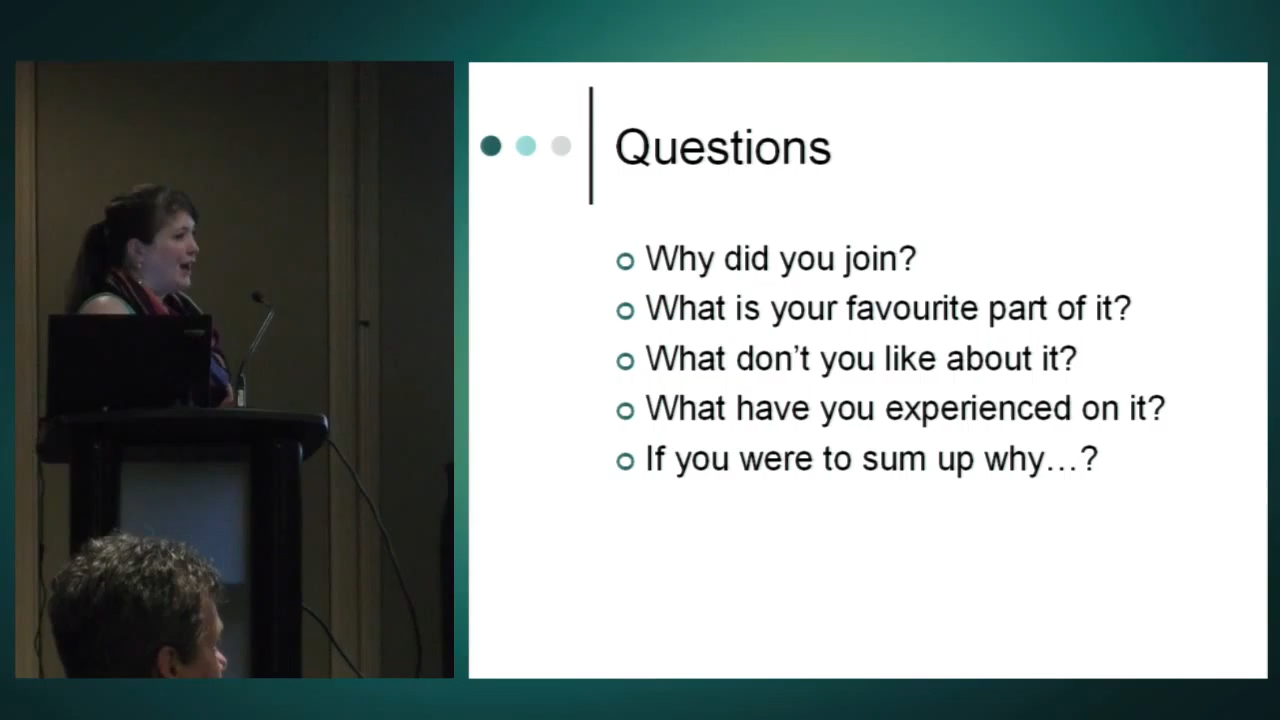 Questions
Why did you join?
What is your favourite part of it?
What don't you like about it?
What have you experienced on it?
If you were to sum up why…?